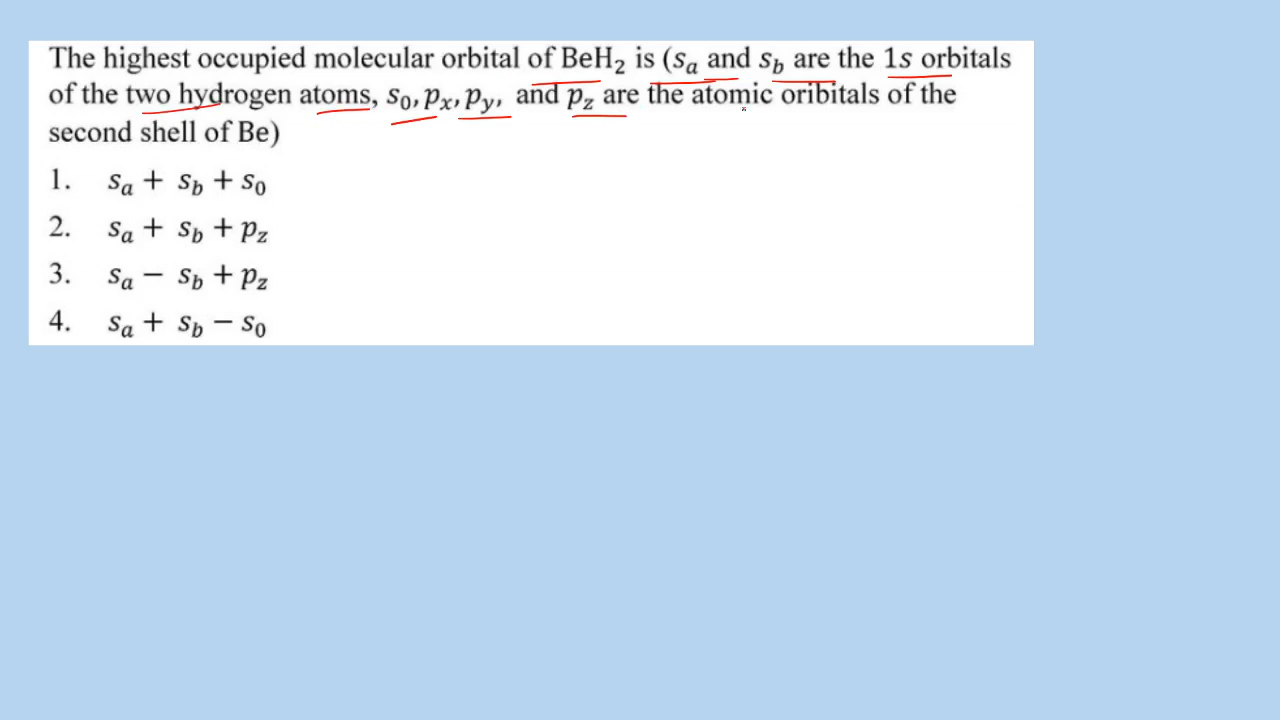 The highest occupied molecular orbital of BeH₂ is (sₐ and s_b are the 1s orbitals
of the two hydrogen atoms, s₀, pₓ, p_y, and p_z are the atomic oribitals of the
second shell of Be)
1. sₐ + s_b + s₀
2. sₐ + s_b + p_z
3. sₐ − s_b + p_z
4. sₐ + s_b − s₀